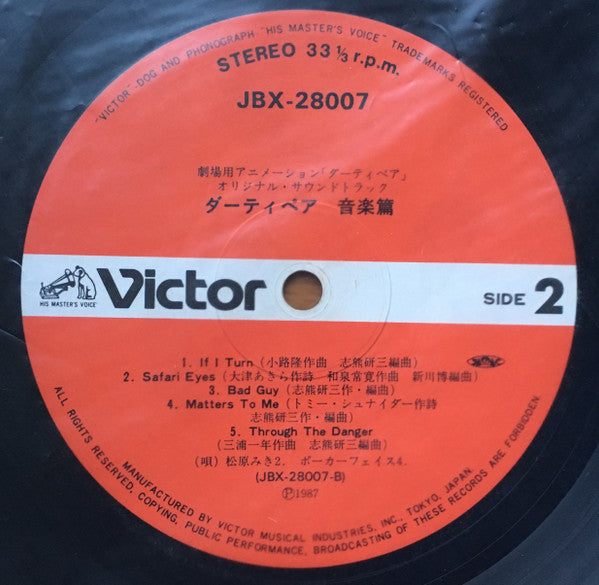 "VICTOR"-DOG AND PHONOGRAPH-"HIS MASTER'S VOICE" TRADEMARKS REGISTERED
STEREO 33 1/3 r.p.m.
JBX-28007
劇場用アニメーション「ダーティペア」
オリジナル・サウンドトラック
ダーティペア 音楽篇
HIS MASTER'S VOICE
Victor
SIDE 2
1. If I Turn (小路隆作曲 志熊研三編曲)
2. Safari Eyes (大津あきら作詩 和泉常寛作曲 新川博編曲)
3. Bad Guy (志熊研三作・編曲)
4. Matters To Me (トミー・シュナイダー作詩
志熊研三作・編曲)
5. Through The Danger
(三浦一年作曲 志熊研三編曲)
(唄) 松原みき2. ポーカーフェイス4.
(JBX-28007-B)
Ⓟ1987
ALL RIGHTS RESERVED, COPYING, PUBLIC PERFORMANCE, BROADCASTING OF THESE RECORDS ARE FORBIDDEN.
MANUFACTURED BY VICTOR MUSICAL INDUSTRIES, INC., TOKYO, JAPAN.